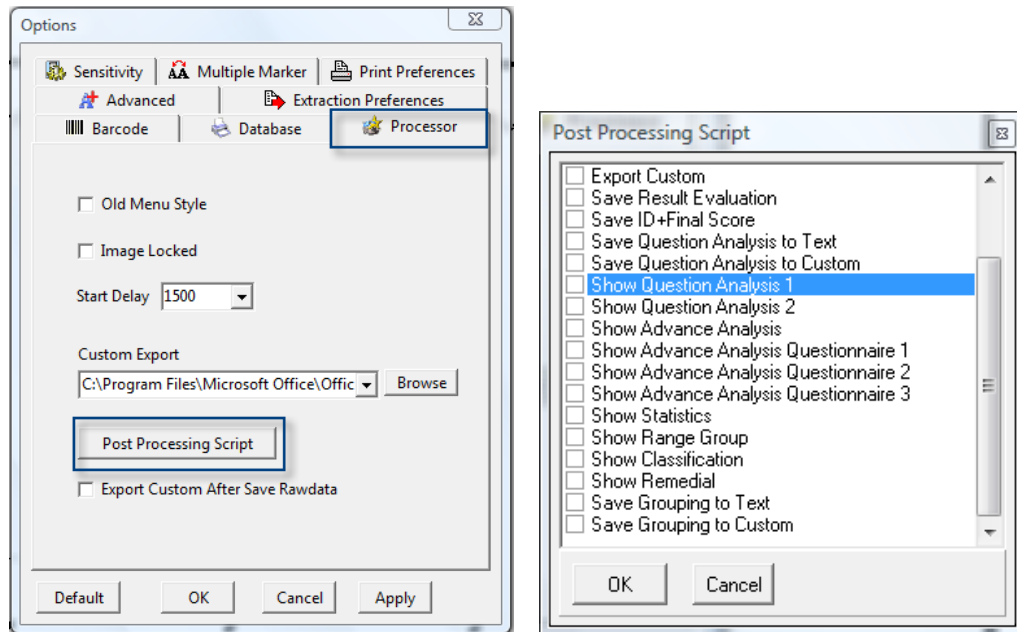 Options
Sensitivity Multiple Marker Print Preferences
Advanced Extraction Preferences
Barcode Database Processor
Old Menu Style
Image Locked
Start Delay 1500
Custom Export
C:\Program Files\Microsoft Office\Offic Browse
Post Processing Script
Export Custom After Save Rawdata
Default OK Cancel Apply
Post Processing Script
Export Custom
Save Result Evaluation
Save ID+Final Score
Save Question Analysis to Text
Save Question Analysis to Custom
Show Question Analysis 1
Show Question Analysis 2
Show Advance Analysis
Show Advance Analysis Questionnaire 1
Show Advance Analysis Questionnaire 2
Show Advance Analysis Questionnaire 3
Show Statistics
Show Range Group
Show Classification
Show Remedial
Save Grouping to Text
Save Grouping to Custom
OK Cancel